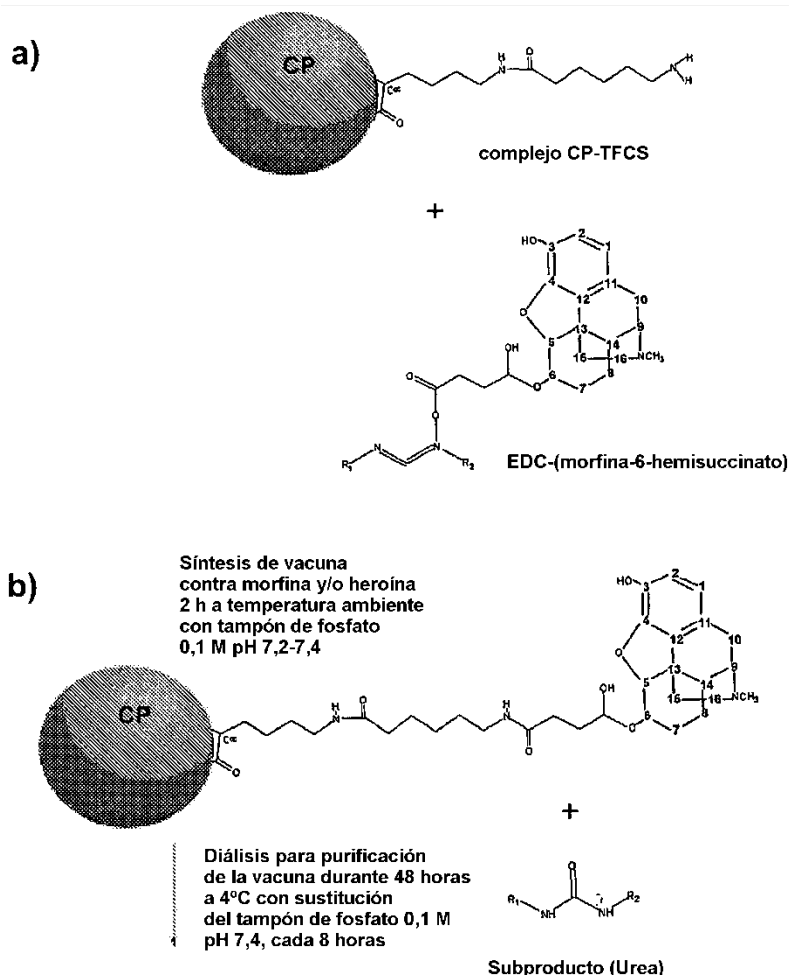 a)
CP
Cα
O
H
N
O
N
H
H
complejo CP-TFCS
+
HO
3
2
1
4
11
12
10
O
13
9
5
14
OH
15
16
NCH₃
6
8
O
O
7
O
N
N
R₁
R₂
EDC-(morfina-6-hemisuccinato)
b)
Síntesis de vacuna
contra morfina y/o heroína
2 h a temperatura ambiente
con tampón de fosfato
0,1 M pH 7,2-7,4
HO
3
2
1
4
11
12
10
O
13
9
5
14
OH
15
16
NCH₃
6
8
O
7
CP
Cα
O
H
N
O
H
N
O
+
Diálisis para purificación
de la vacuna durante 48 horas
a 4ºC con sustitución
del tampón de fosfato 0,1 M
pH 7,4, cada 8 horas
O
R₁
NH
NH
R₂
Subproducto (Urea)